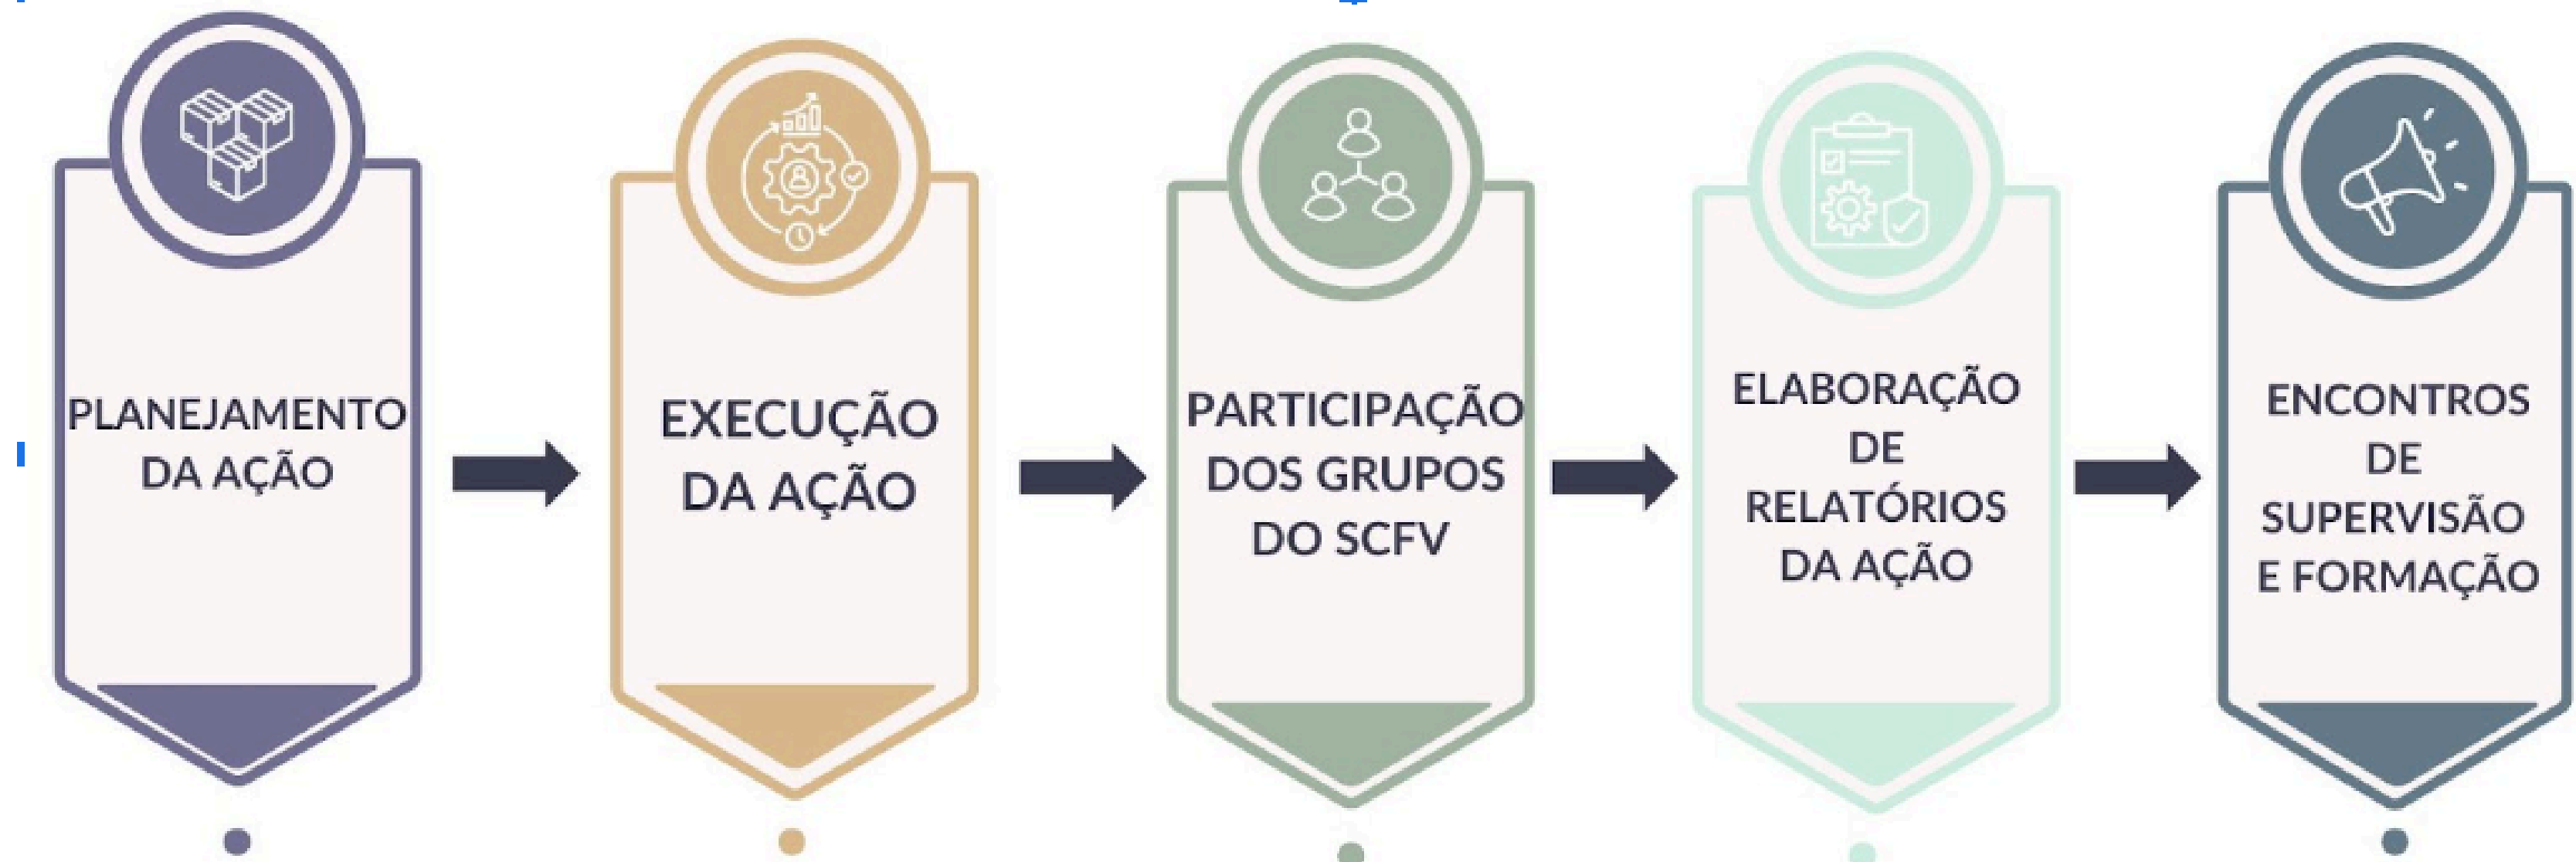 PLANEJAMENTO
DA AÇÃO
EXECUÇÃO
DA AÇÃO
PARTICIPAÇÃO
DOS GRUPOS
DO SCFV
ELABORAÇÃO
DE
RELATÓRIOS
DA AÇÃO
ENCONTROS
DE
SUPERVISÃO
E FORMAÇÃO